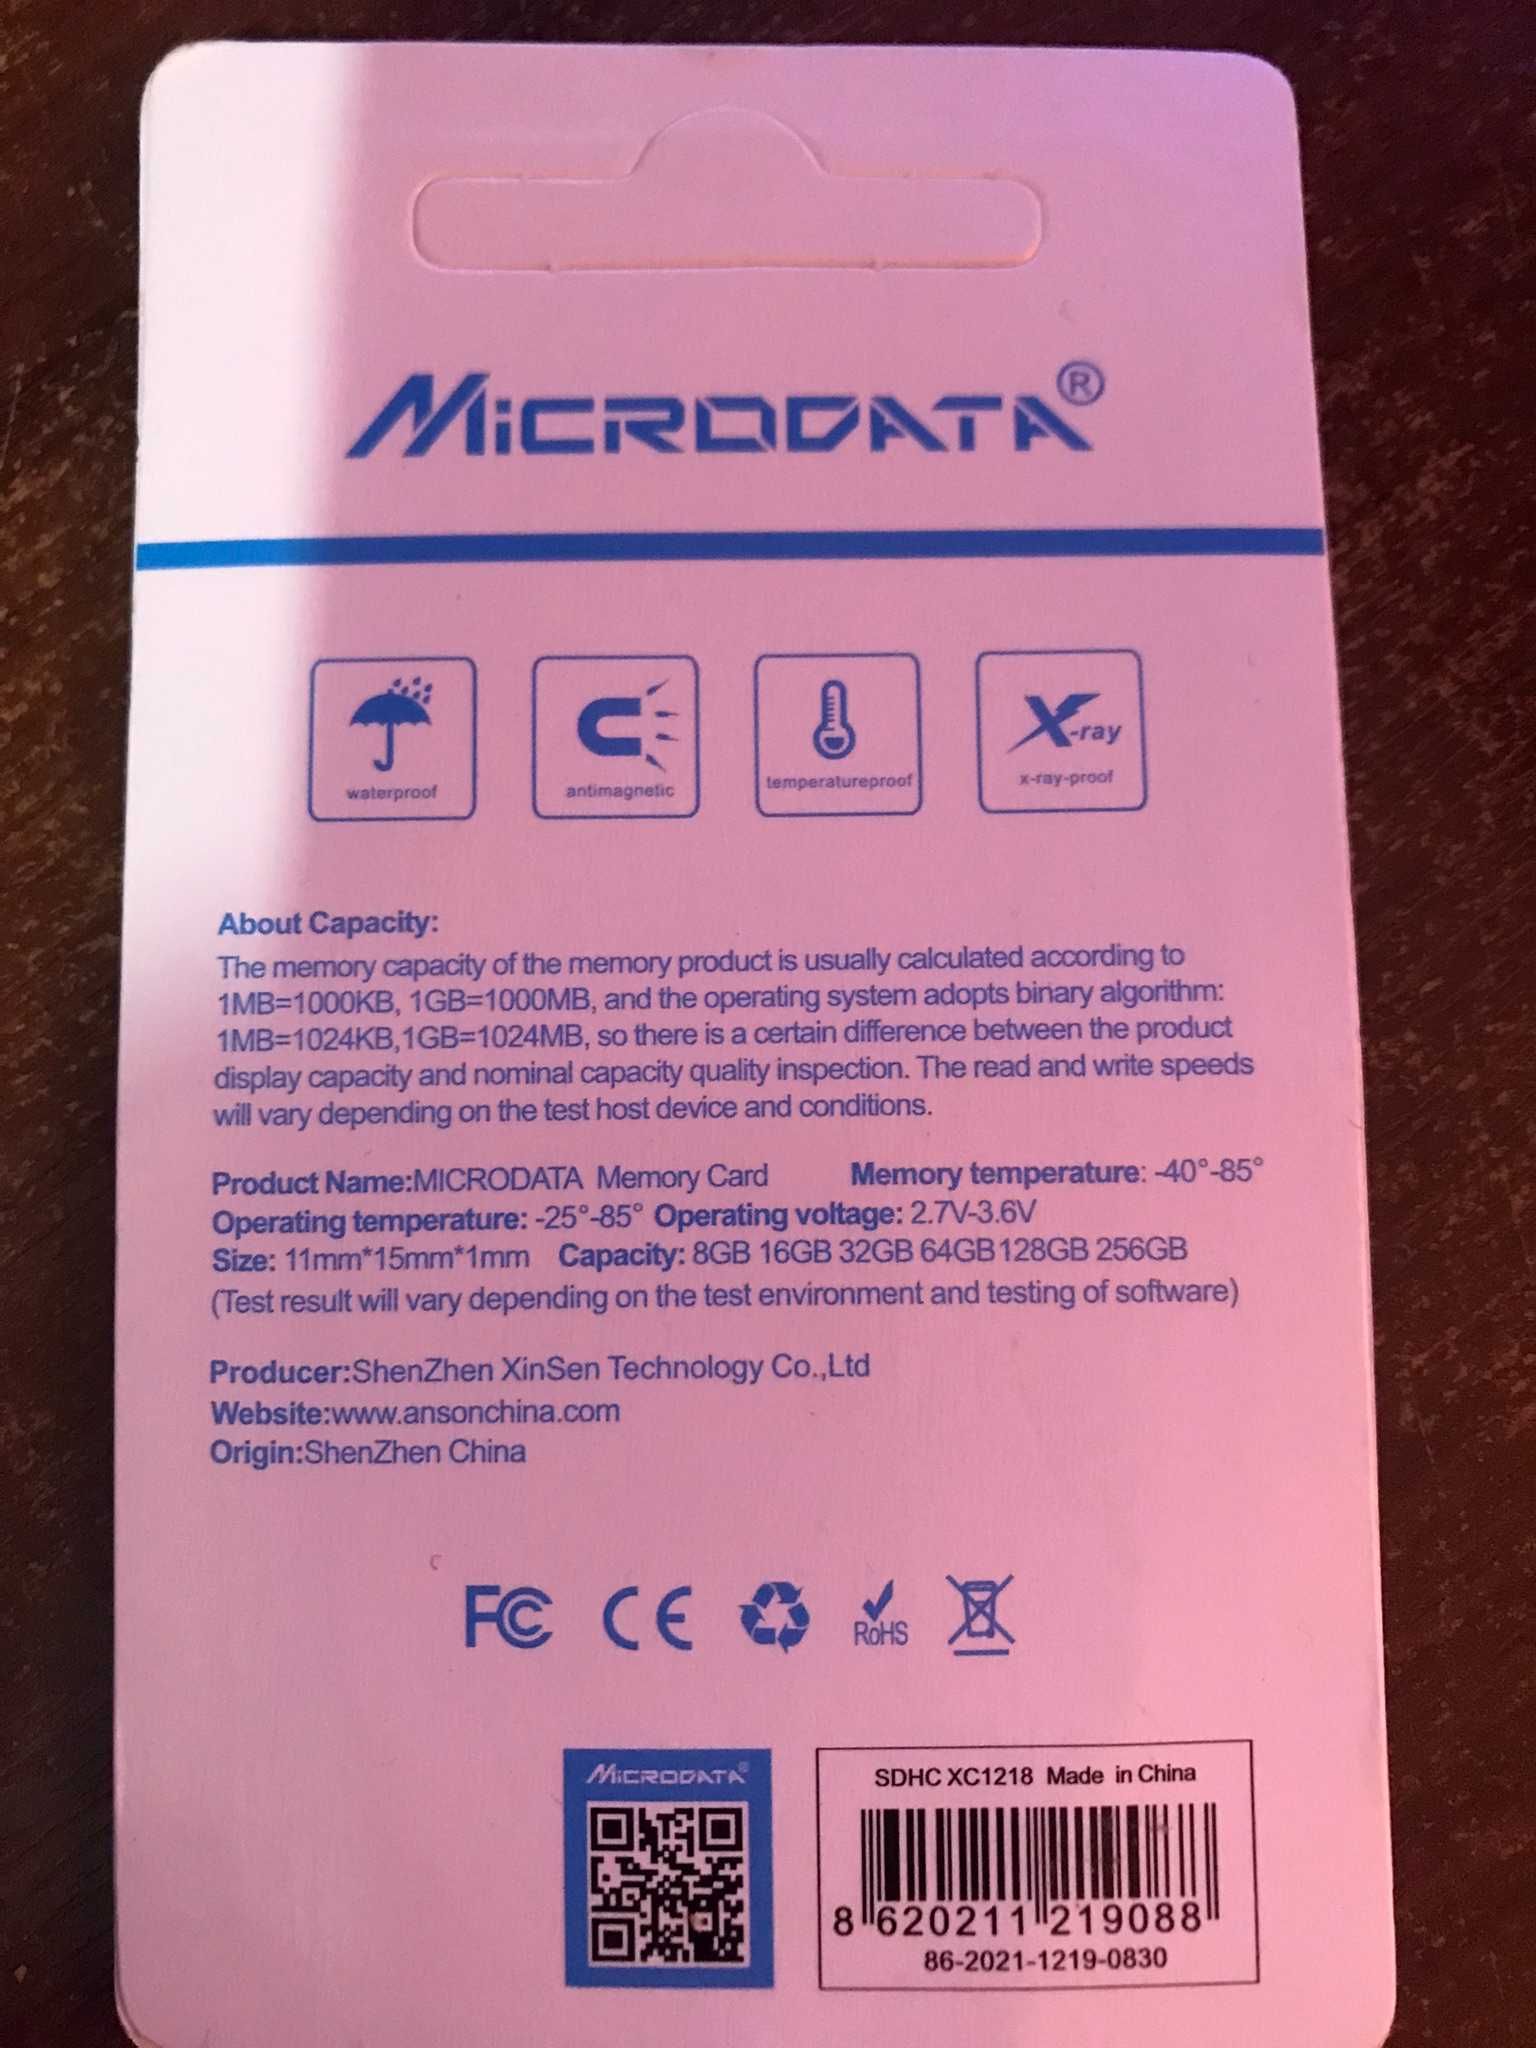 MiCRODATA®
waterproof
antimagnetic
temperatureproof
X-ray
x-ray-proof
About Capacity:
The memory capacity of the memory product is usually calculated according to
1MB=1000KB, 1GB=1000MB, and the operating system adopts binary algorithm:
1MB=1024KB,1GB=1024MB, so there is a certain difference between the product
display capacity and nominal capacity quality inspection. The read and write speeds
will vary depending on the test host device and conditions.
Product Name:MICRODATA Memory Card Memory temperature: -40°-85°
Operating temperature: -25°-85° Operating voltage: 2.7V-3.6V
Size: 11mm*15mm*1mm Capacity: 8GB 16GB 32GB 64GB 128GB 256GB
(Test result will vary depending on the test environment and testing of software)
Producer:ShenZhen XinSen Technology Co.,Ltd
Website:www.ansonchina.com
Origin:ShenZhen China
FC CE RoHS
MiCRODATA®
SDHC XC1218 Made in China
8 620211 219088
86-2021-1219-0830